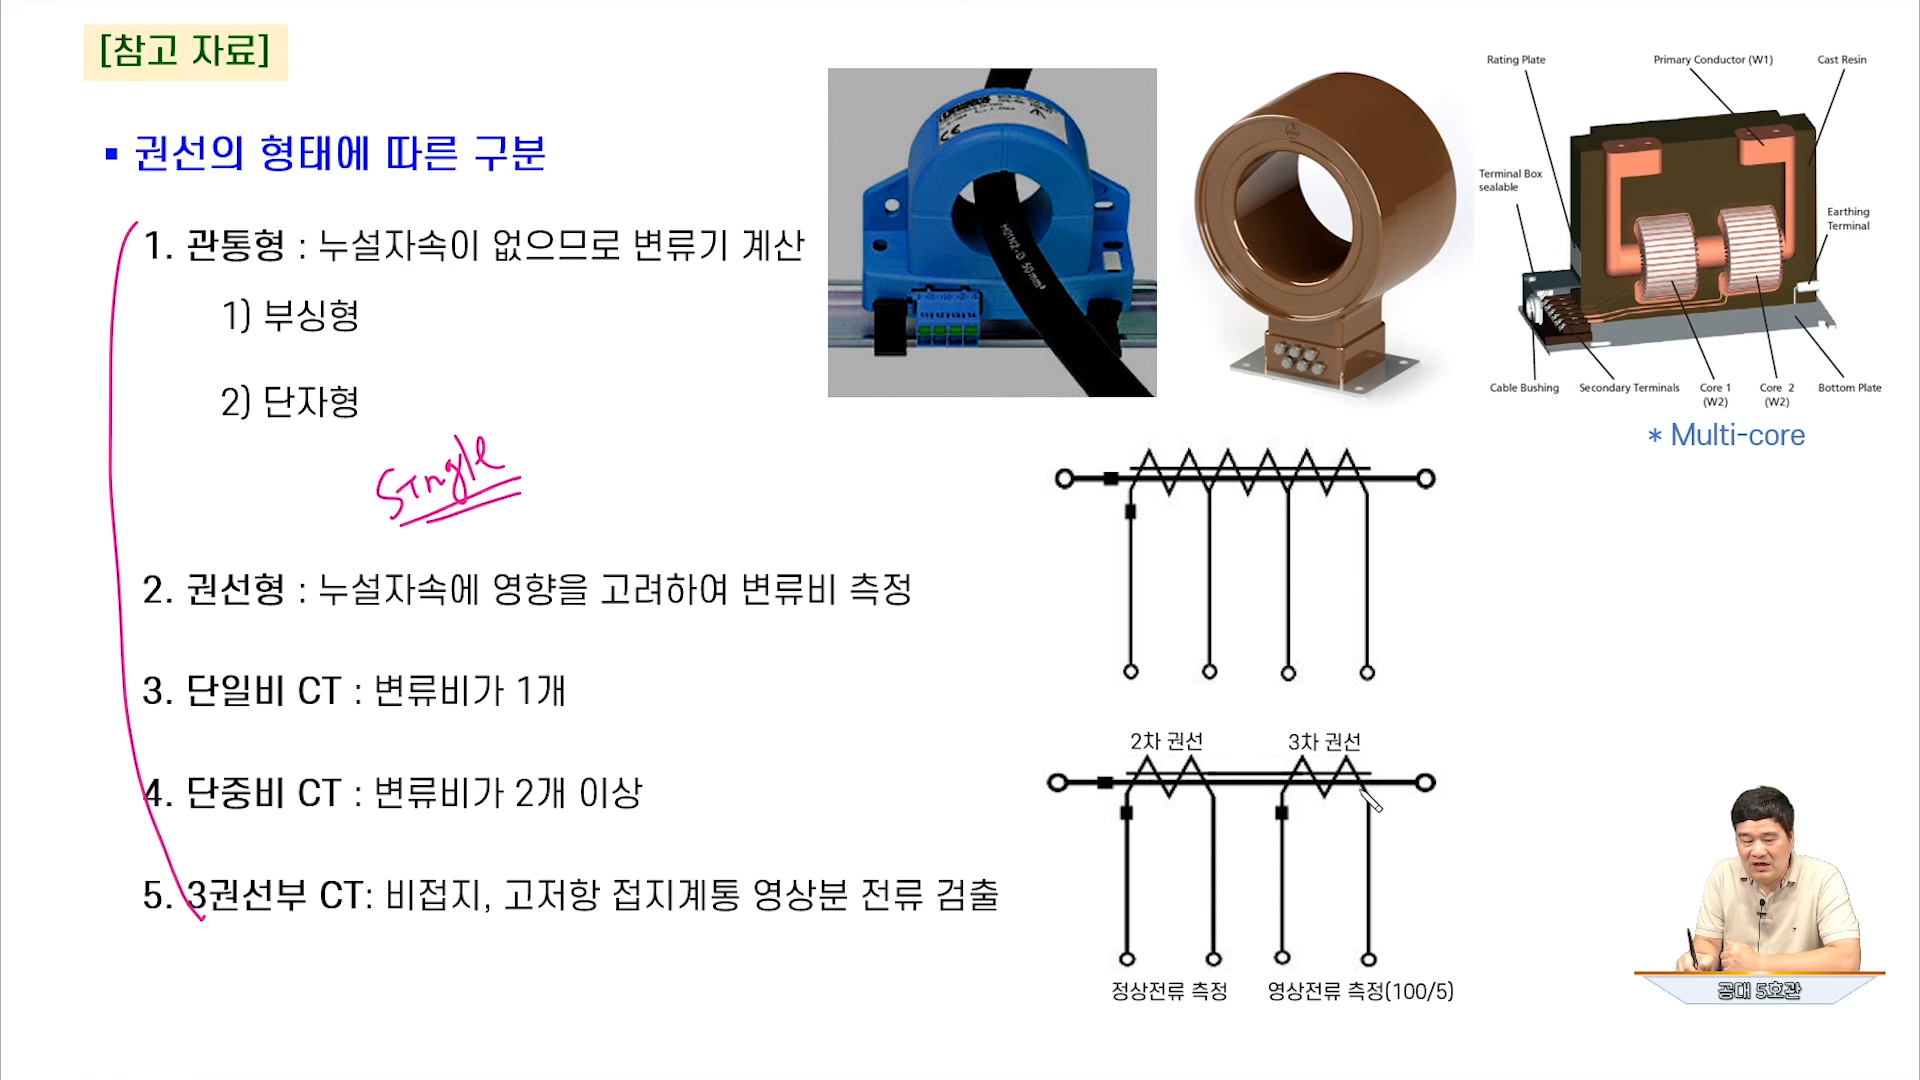 [참고 자료]
▪ 권선의 형태에 따른 구분
1. 관통형 : 누설자속이 없으므로 변류기 계산
1) 부싱형
2) 단자형
Single
2. 권선형 : 누설자속에 영향을 고려하여 변류비 측정
3. 단일비 CT : 변류비가 1개
4. 단중비 CT : 변류비가 2개 이상
5. 3권선부 CT: 비접지, 고저항 접지계통 영상분 전류 검출
H01N2-D 50mm²
Rating Plate
Primary Conductor (W1)
Cast Resin
Terminal Box
sealable
Earthing
Terminal
Cable Bushing
Secondary Terminals
Core 1
(W2)
Core 2
(W2)
Bottom Plate
* Multi-core
2차 권선
3차 권선
정상전류 측정
영상전류 측정(100/5)
공대 5호관